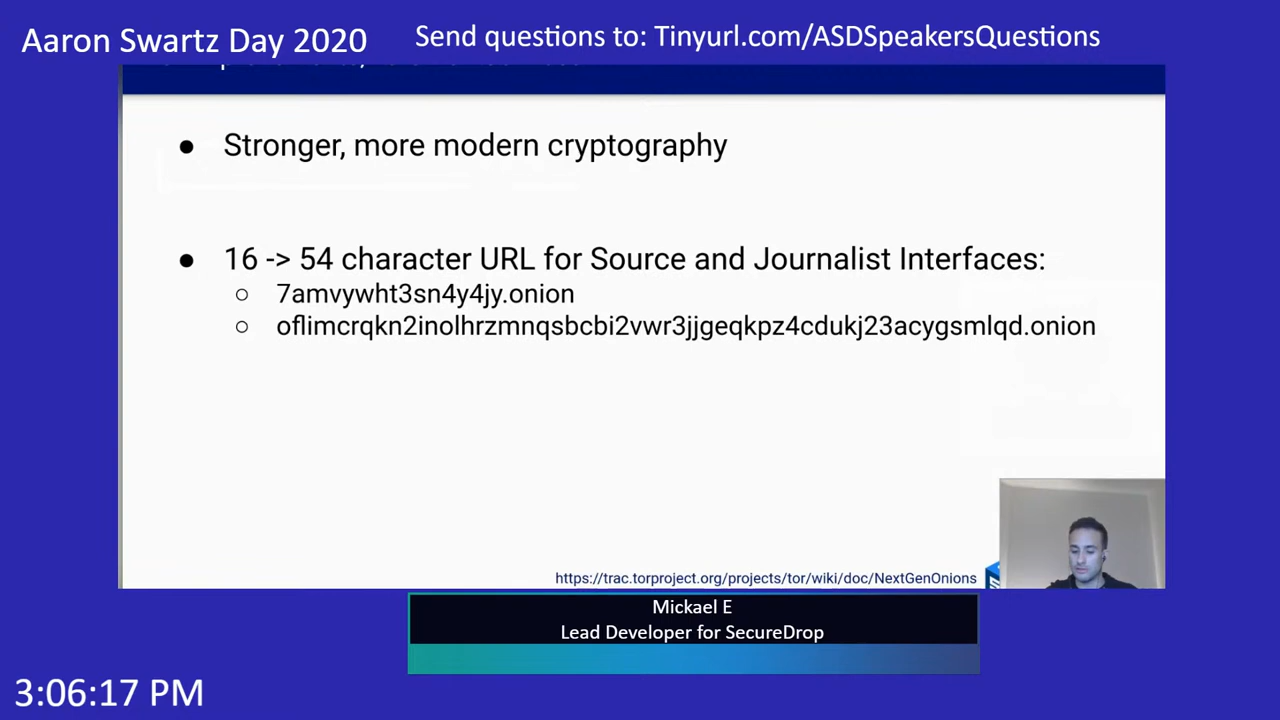 Aaron Swartz Day 2020
Send questions to: Tinyurl.com/ASDSpeakersQuestions
● Stronger, more modern cryptography
● 16 -> 54 character URL for Source and Journalist Interfaces:
○ 7amvywht3sn4y4jy.onion
○ oflimcrqkn2inolhrzmnqsbcbi2vwr3jjgeqkpz4cdukj23acygsmlqd.onion
https://trac.torproject.org/projects/tor/wiki/doc/NextGenOnions
Mickael E
Lead Developer for SecureDrop
3:06:17 PM